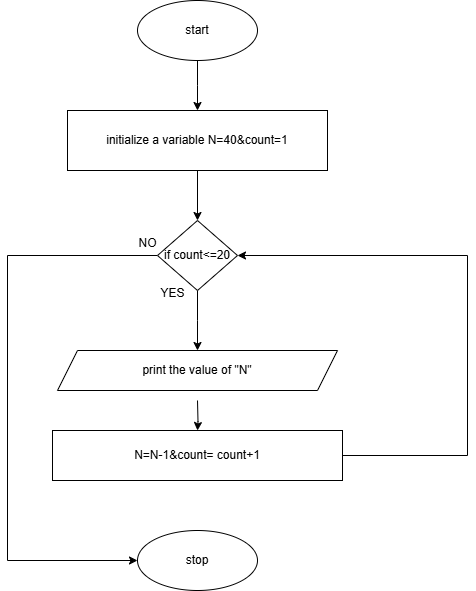 start
initialize a variable N=40&count=1
NO
if count<=20
YES
print the value of "N"
N=N-1&count= count+1
stop